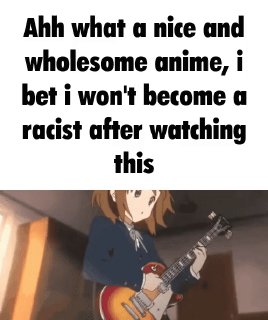 Ahh what a nice and
wholesome anime, i
bet i won't become a
racist after watching
this